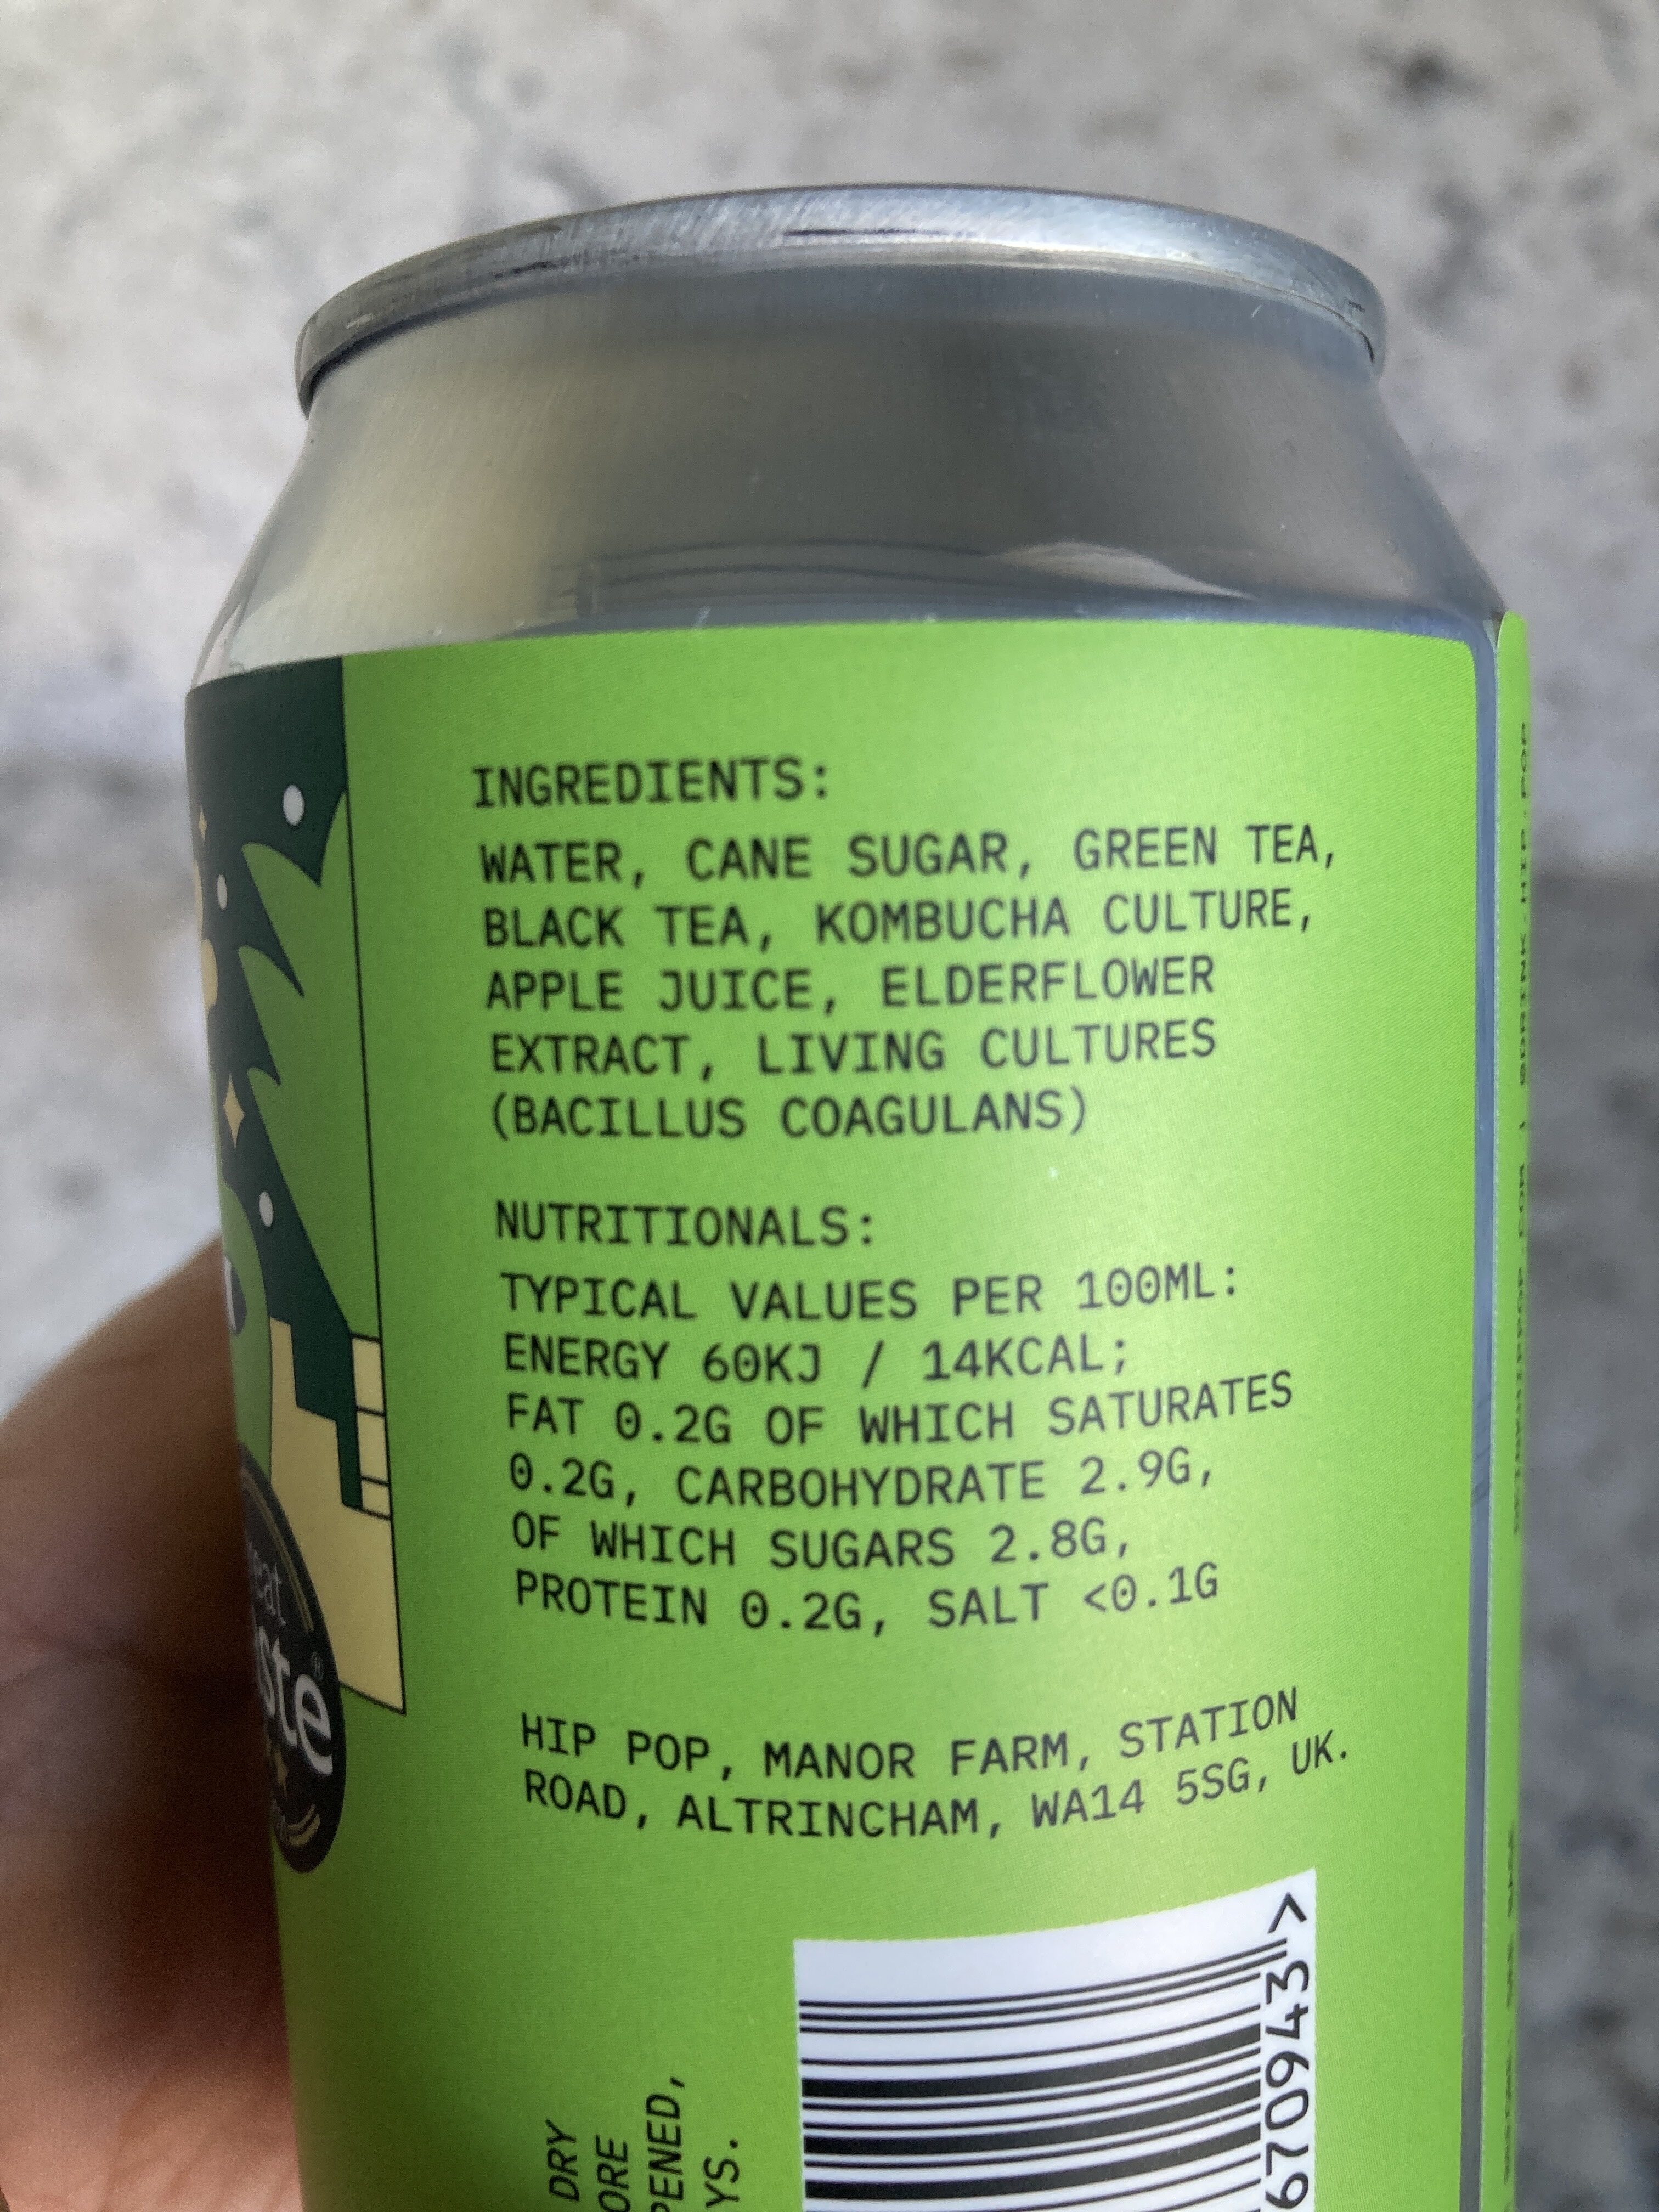 INGREDIENTS:
WATER, CANE SUGAR, GREEN TEA,
BLACK TEA, KOMBUCHA CULTURE,
APPLE JUICE, ELDERFLOWER
EXTRACT, LIVING CULTURES
(BACILLUS COAGULANS)
NUTRITIONALS:
TYPICAL VALUES PER 100ML:
ENERGY 60KJ / 14KCAL;
FAT 0.2G OF WHICH SATURATES
0.2G, CARBOHYDRATE 2.9G,
OF WHICH SUGARS 2.8G,
PROTEIN 0.2G, SALT <0.1G
HIP POP, MANOR FARM, STATION
ROAD, ALTRINCHAM, WA14 5SG, UK.
DRY
ORE
PENED,
YS.
790943>
eat
ste®